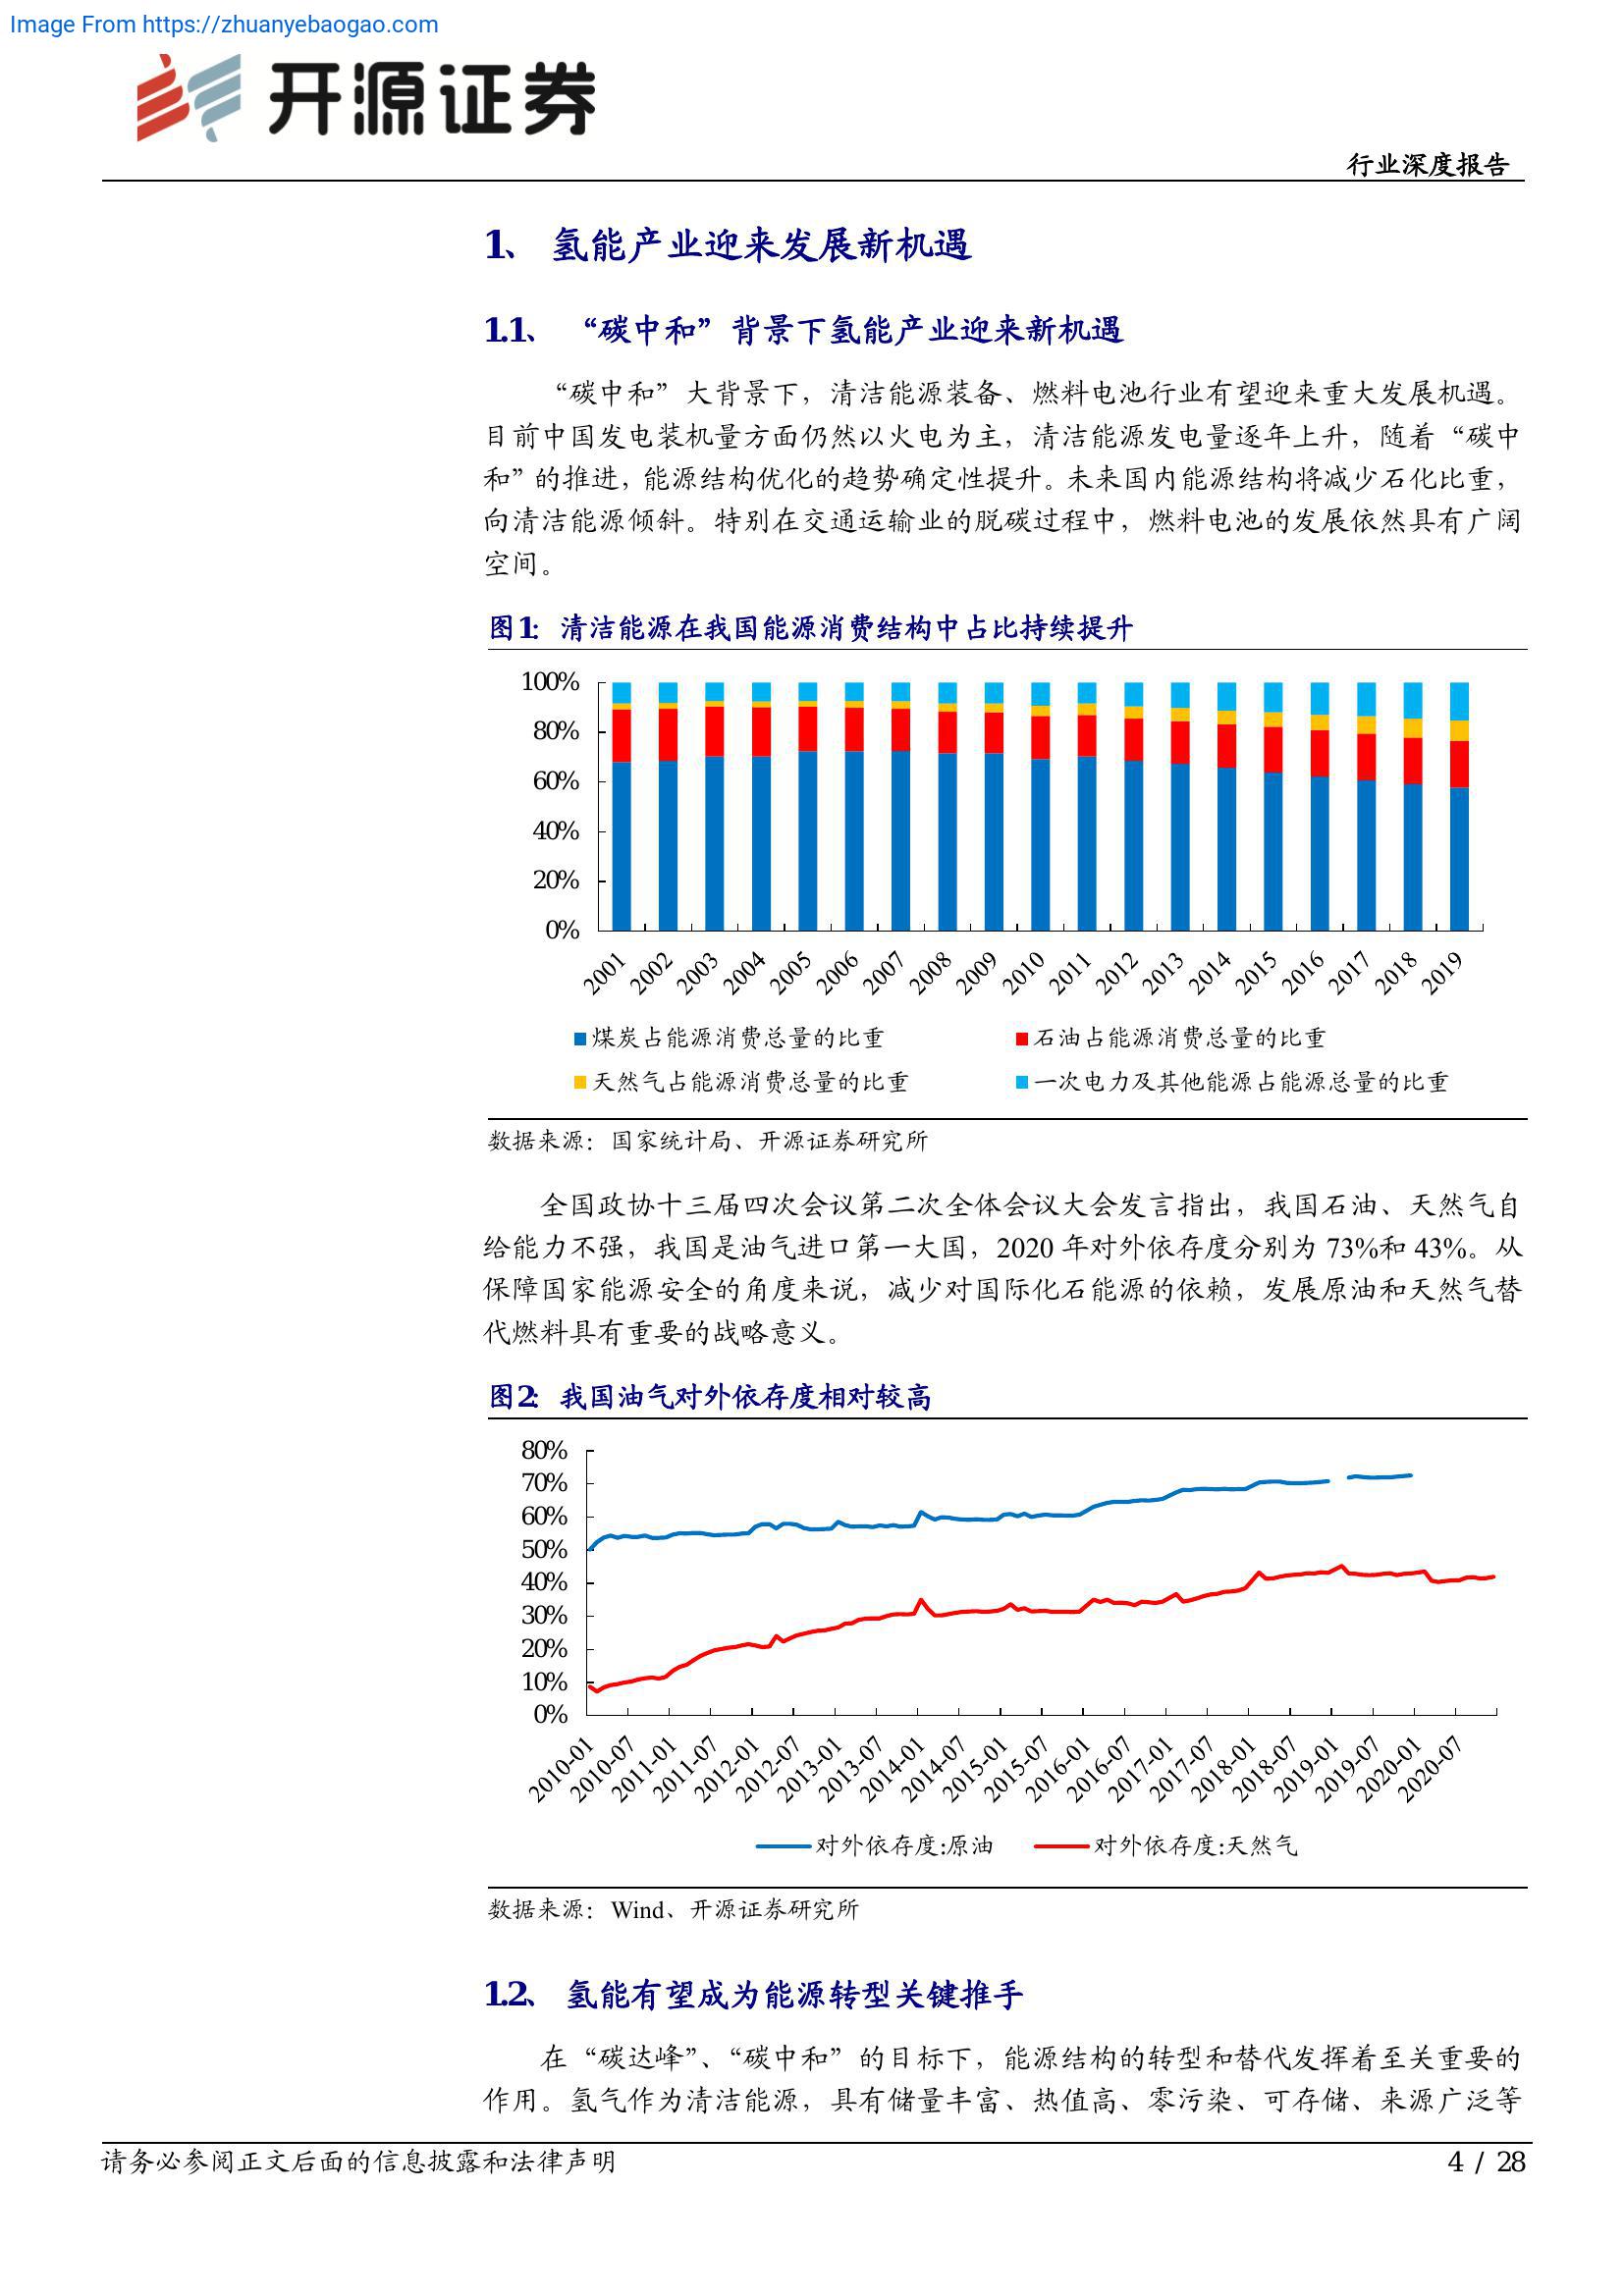 Image From https://zhuanyebaogao.com
开源证券
行业深度报告
1、 氢能产业迎来发展新机遇
1.1、 “碳中和”背景下氢能产业迎来新机遇
“碳中和”大背景下，清洁能源装备、燃料电池行业有望迎来重大发展机遇。
目前中国发电装机量方面仍然以火电为主，清洁能源发电量逐年上升，随着“碳中
和”的推进，能源结构优化的趋势确定性提升。未来国内能源结构将减少石化比重，
向清洁能源倾斜。特别在交通运输业的脱碳过程中，燃料电池的发展依然具有广阔
空间。
图1：清洁能源在我国能源消费结构中占比持续提升
100%
80%
60%
40%
20%
0%
2001 2002 2003 2004 2005 2006 2007 2008 2009 2010 2011 2012 2013 2014 2015 2016 2017 2018 2019
煤炭占能源消费总量的比重 石油占能源消费总量的比重
天然气占能源消费总量的比重 一次电力及其他能源占能源总量的比重
数据来源：国家统计局、开源证券研究所
全国政协十三届四次会议第二次全体会议大会发言指出，我国石油、天然气自
给能力不强，我国是油气进口第一大国，2020 年对外依存度分别为 73%和 43%。从
保障国家能源安全的角度来说，减少对国际化石能源的依赖，发展原油和天然气替
代燃料具有重要的战略意义。
图2：我国油气对外依存度相对较高
80%
70%
60%
50%
40%
30%
20%
10%
0%
2010-01 2010-07 2011-01 2011-07 2012-01 2012-07 2013-01 2013-07 2014-01 2014-07 2015-01 2015-07 2016-01 2016-07 2017-01 2017-07 2018-01 2018-07 2019-01 2019-07 2020-01 2020-07
对外依存度:原油 对外依存度:天然气
数据来源：Wind、开源证券研究所
1.2、 氢能有望成为能源转型关键推手
在“碳达峰”、“碳中和”的目标下，能源结构的转型和替代发挥着至关重要的
作用。氢气作为清洁能源，具有储量丰富、热值高、零污染、可存储、来源广泛等
请务必参阅正文后面的信息披露和法律声明
4 / 28